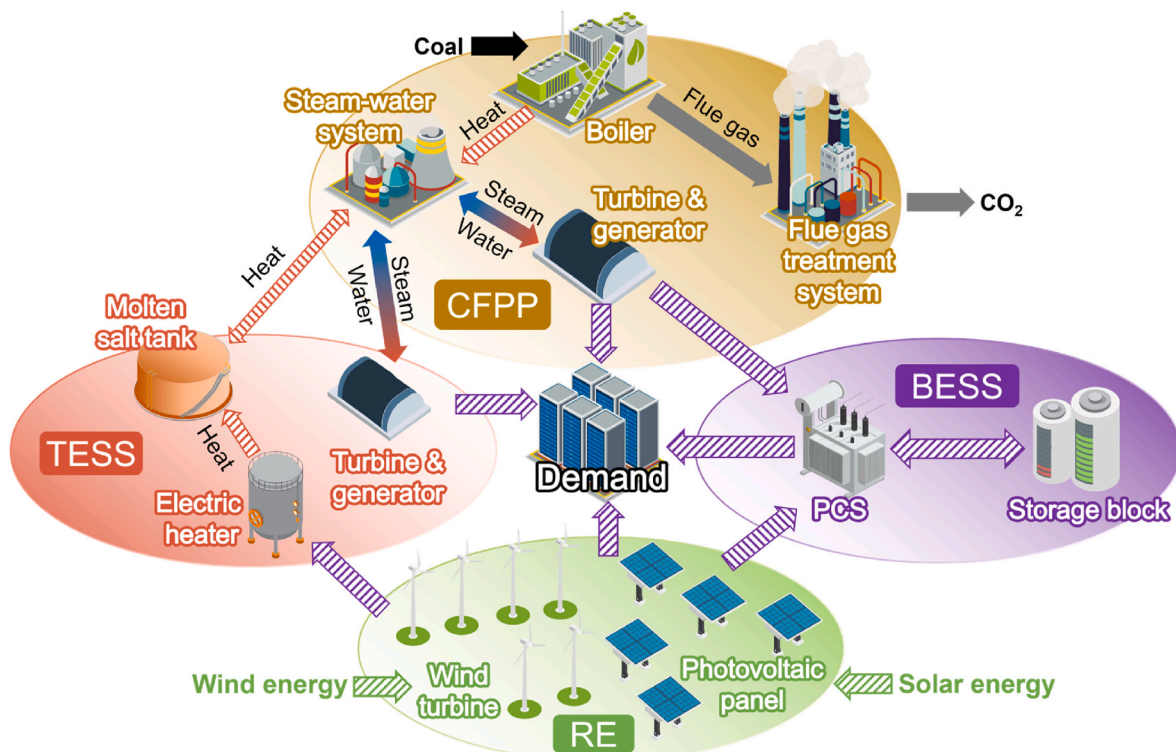 Coal
Steam-water
system
Heat
Boiler
Flue gas
Steam
Water
Turbine &
generator
Flue gas
treatment
system
CO₂
Heat
Steam
Water
CFPP
Molten
salt tank
TESS
Heat
Turbine &
generator
Electric
heater
Demand
BESS
PCS
Storage block
Wind energy
Wind
turbine
Photovoltaic
panel
Solar energy
RE